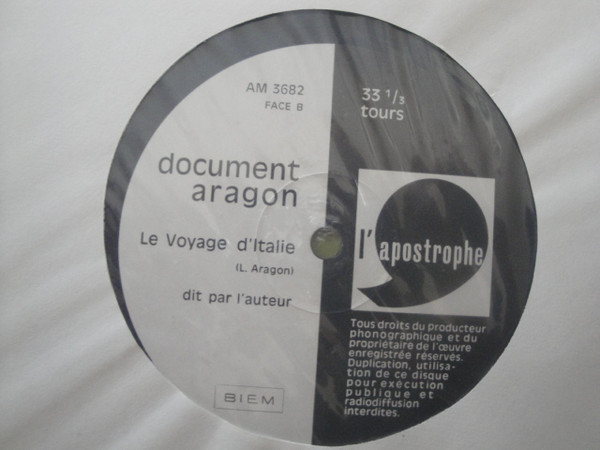 AM 3682
FACE B
33 1/3
tours
document
aragon
Le Voyage d'Italie
(L. Aragon)
dit par l'auteur
BIEM
l'apostrophe
Tous droits du producteur
phonographique et du
propriétaire de l'œuvre
enregistrée réservés.
Duplication, utilisa-
tion de ce disque
pour exécution
publique et
radiodiffusion
interdites.